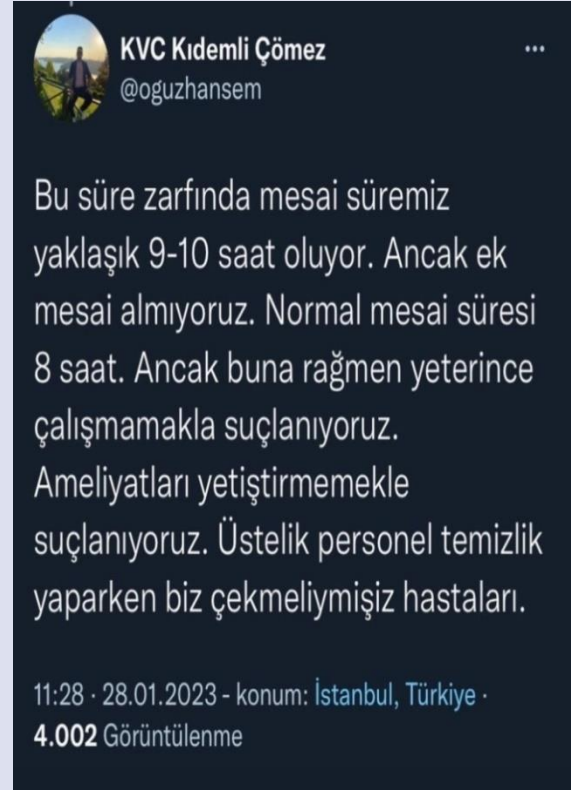 KVC Kıdemli Çömez
@oguzhansem
Bu süre zarfında mesai süremiz
yaklaşık 9-10 saat oluyor. Ancak ek
mesai almıyoruz. Normal mesai süresi
8 saat. Ancak buna rağmen yeterince
çalışmamakla suçlanıyoruz.
Ameliyatları yetiştirmemekle
suçlanıyoruz. Üstelik personel temizlik
yaparken biz çekmeliymişiz hastaları.
11:28 · 28.01.2023 - konum: İstanbul, Türkiye ·
4.002 Görüntülenme